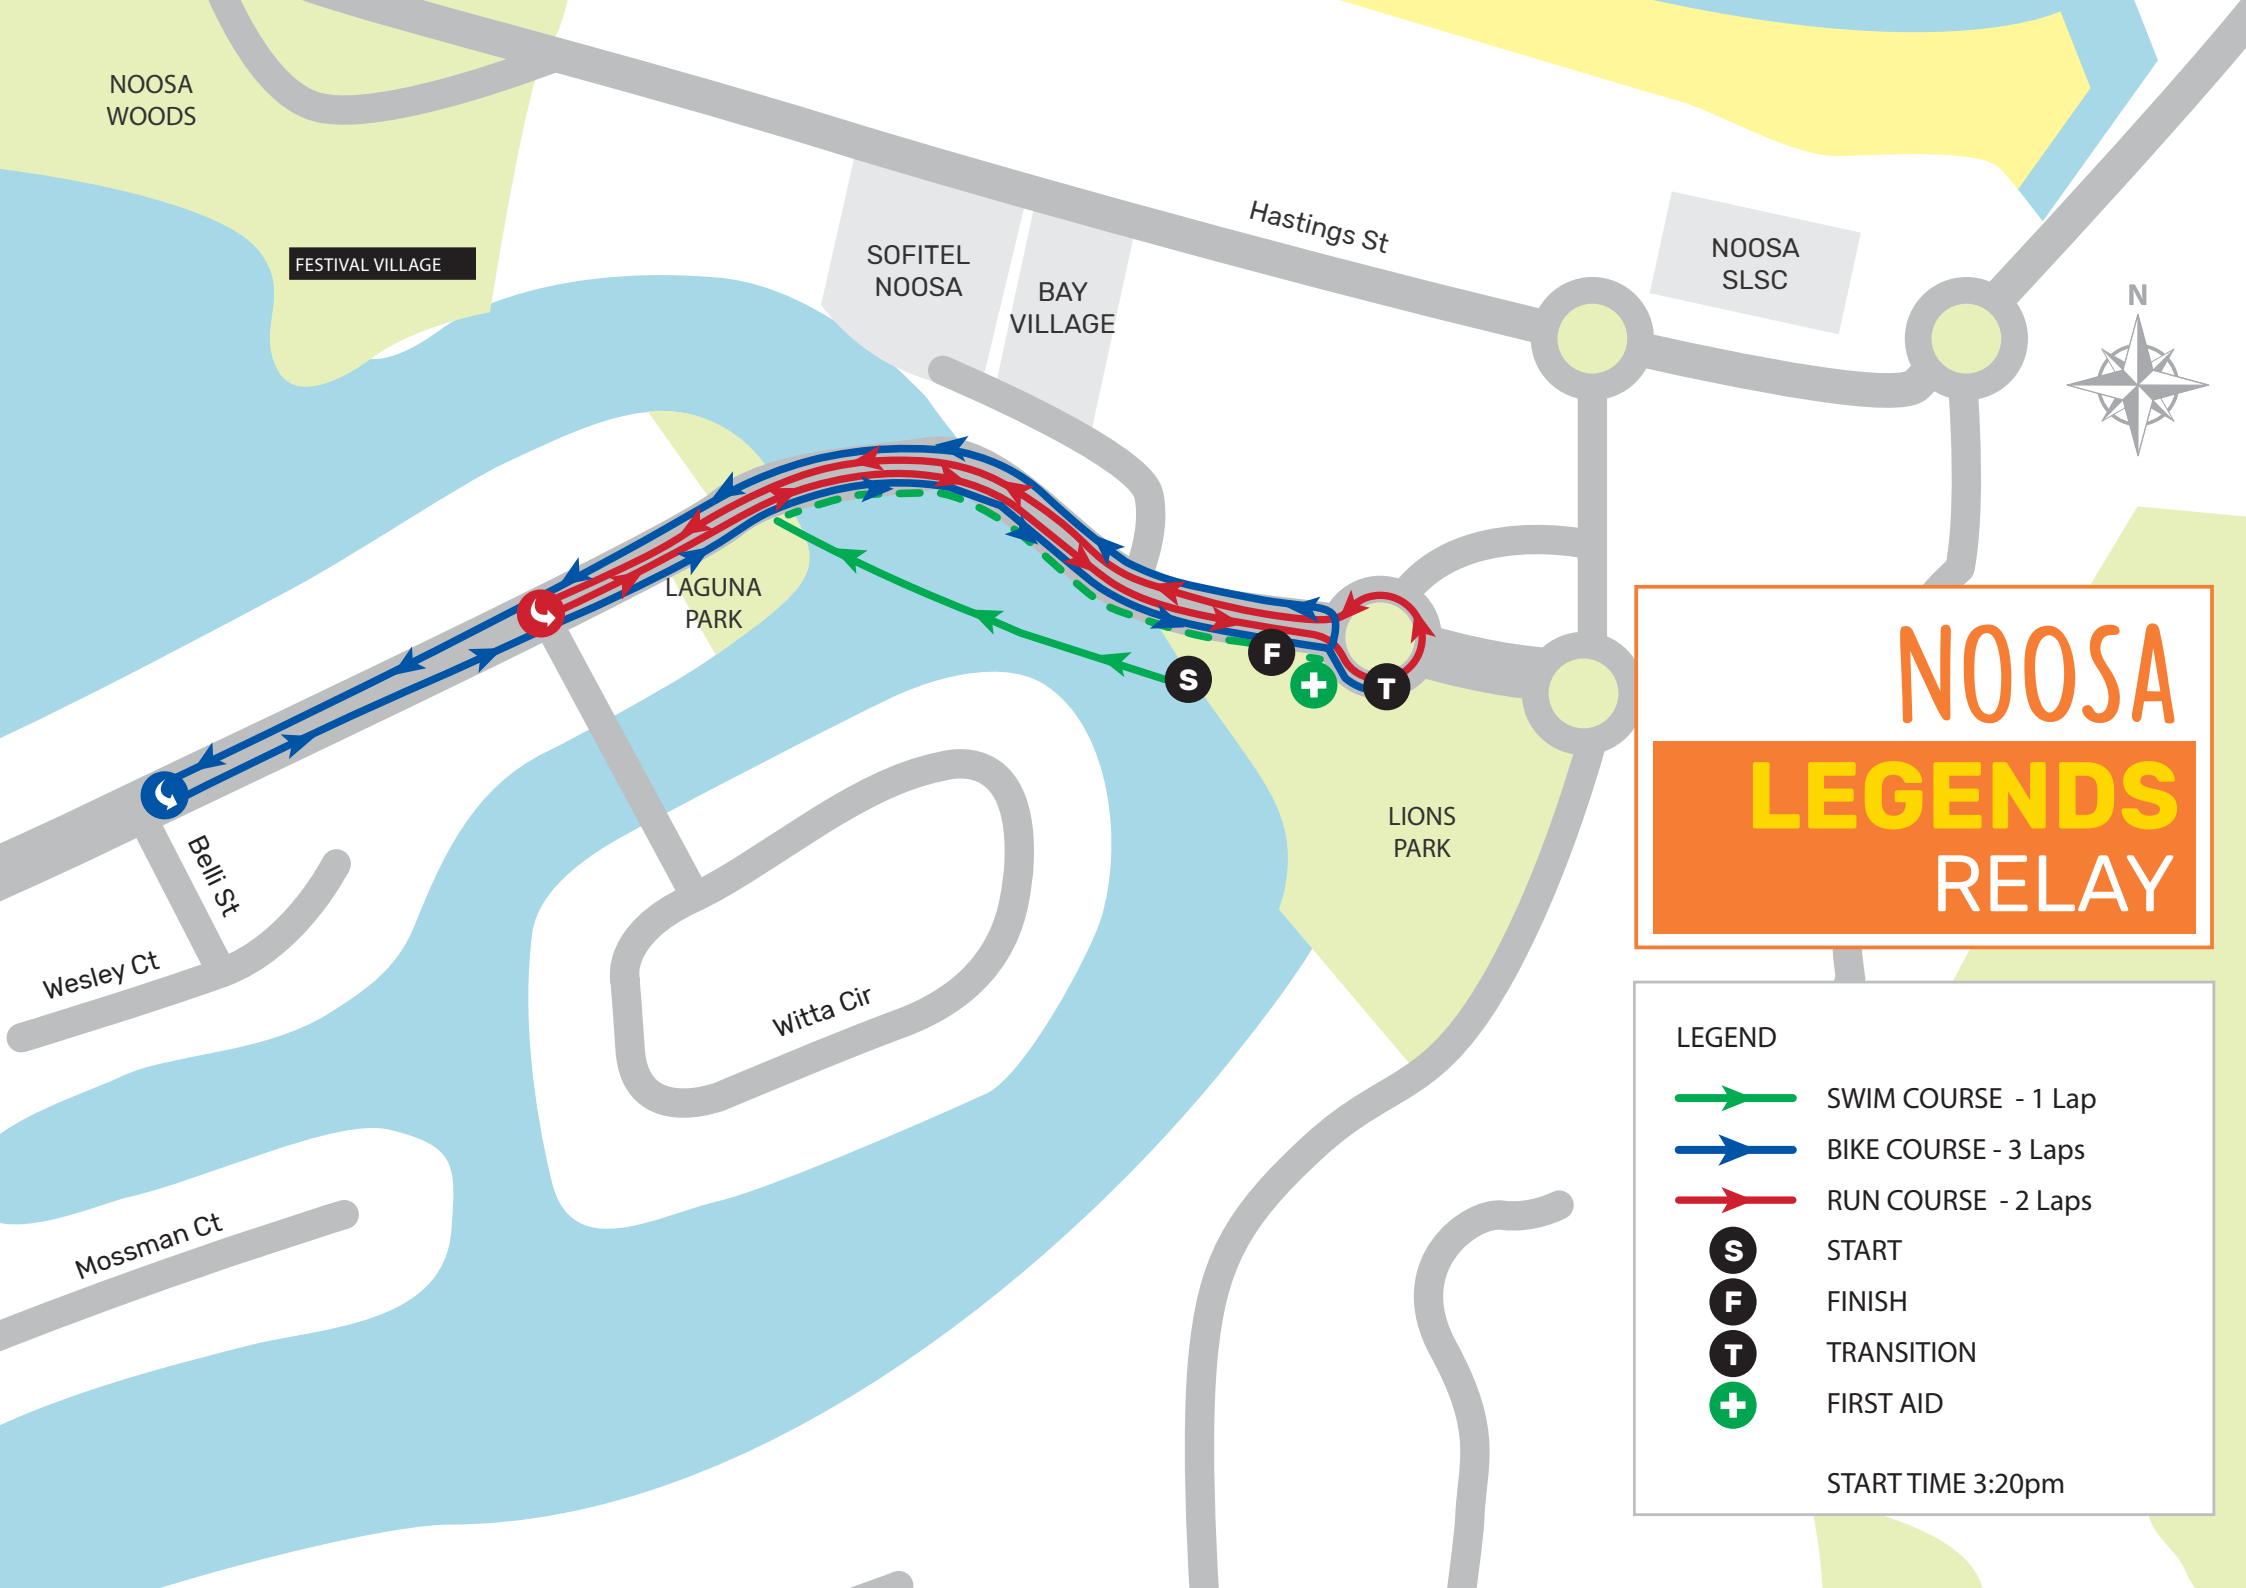 NOOSA
WOODS
FESTIVAL VILLAGE
SOFITEL
NOOSA
BAY
VILLAGE
Hastings St
NOOSA
SLSC
N
LAGUNA
PARK
S
F
T
LIONS
PARK
Belli St
Wesley Ct
Witta Cir
Mossman Ct
NOOSA
LEGENDS
RELAY
LEGEND
SWIM COURSE - 1 Lap
BIKE COURSE - 3 Laps
RUN COURSE - 2 Laps
S START
F FINISH
T TRANSITION
FIRST AID
START TIME 3:20pm